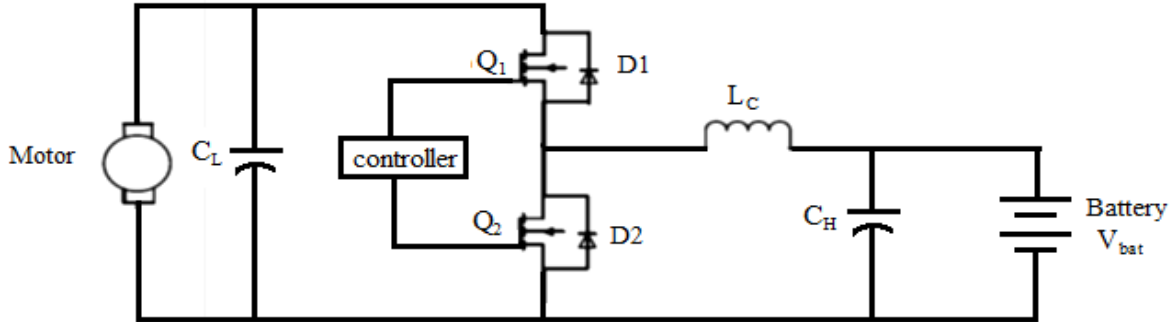 Q1
D1
LC
Motor
CL
controller
Q2
D2
CH
Battery
Vbat